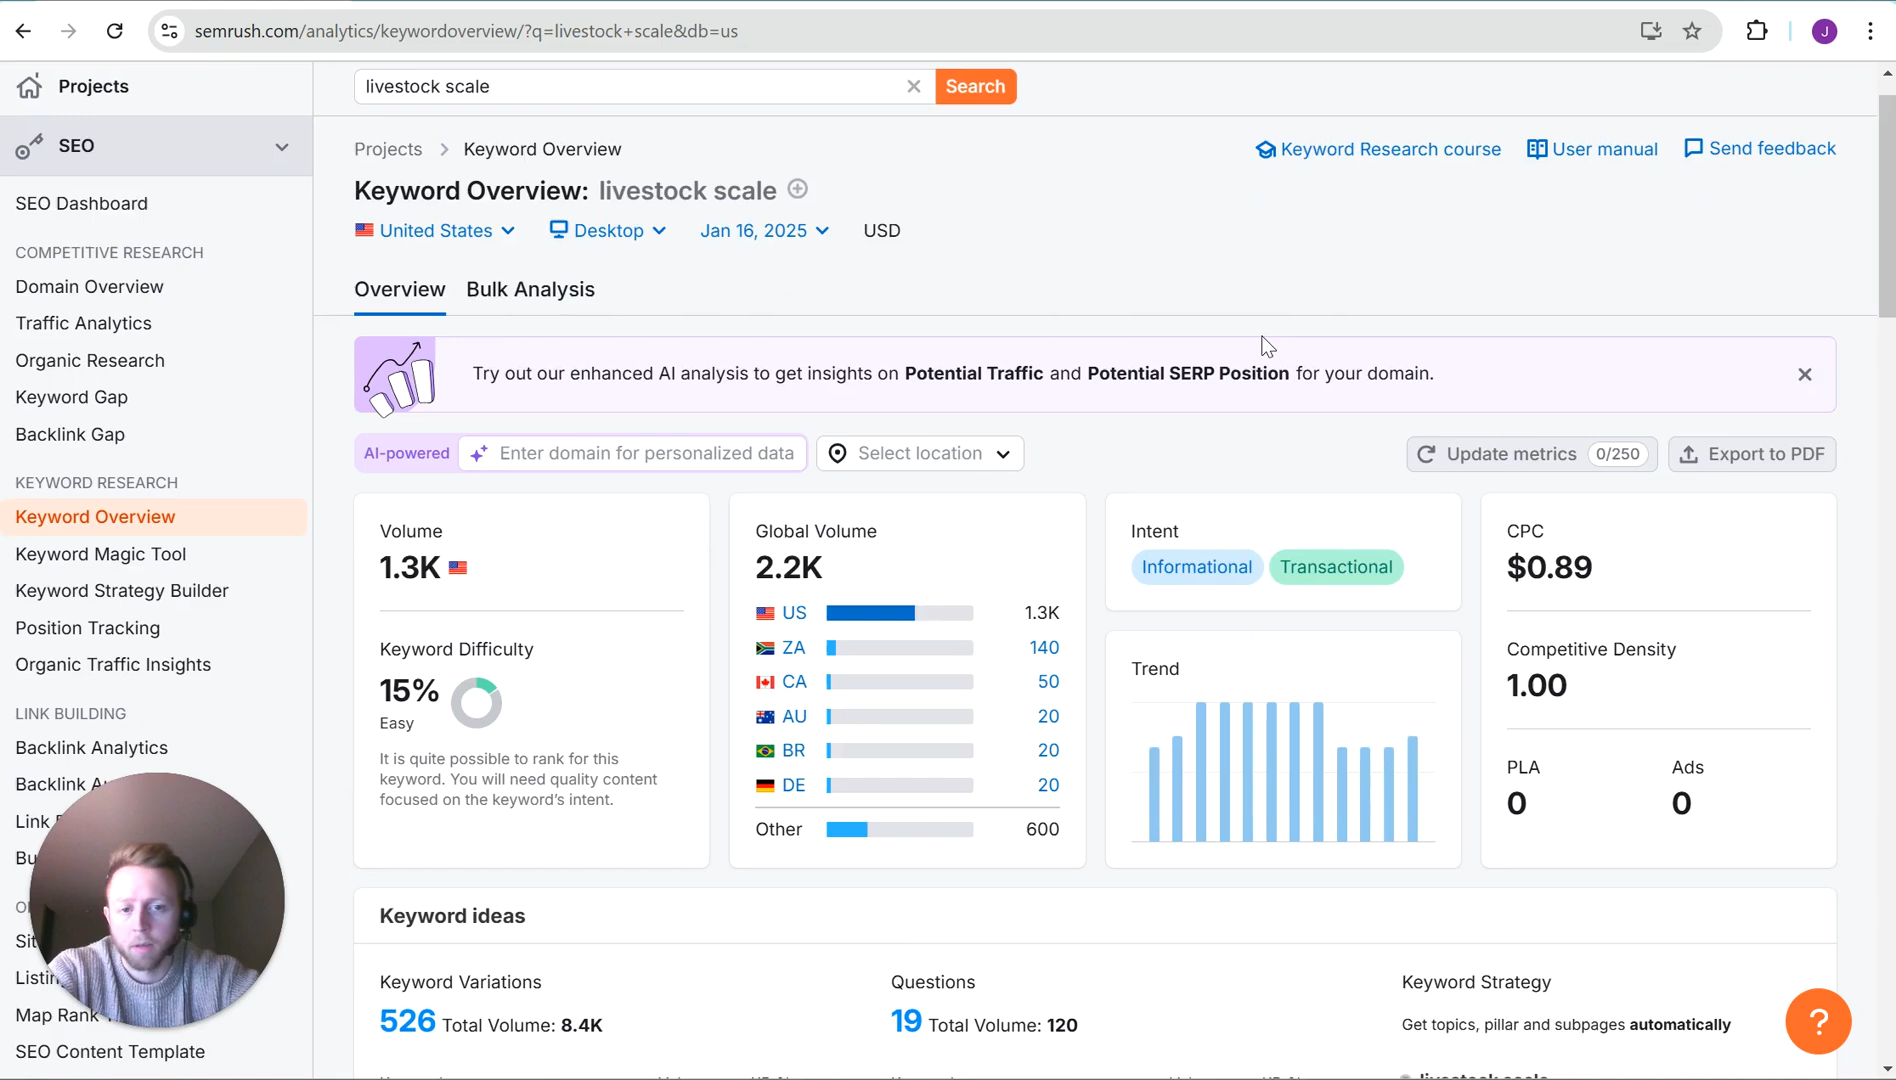 semrush.com/analytics/keywordoverview/?q=livestock+scale&db=us
J
Projects
livestock scale
Search
SEO
Projects > Keyword Overview
Keyword Research course
User manual
Send feedback
Keyword Overview: livestock scale
United States
Desktop
Jan 16, 2025
USD
Overview
Bulk Analysis
SEO Dashboard
COMPETITIVE RESEARCH
Domain Overview
Traffic Analytics
Organic Research
Keyword Gap
Backlink Gap
KEYWORD RESEARCH
Keyword Overview
Keyword Magic Tool
Keyword Strategy Builder
Position Tracking
Organic Traffic Insights
LINK BUILDING
Backlink Analytics
Backlink A
Link
Bu
Sit
Listin
Map Rank
SEO Content Template
Try out our enhanced AI analysis to get insights on Potential Traffic and Potential SERP Position for your domain.
AI-powered
Enter domain for personalized data
Select location
Update metrics 0/250
Export to PDF
Volume
1.3K
Keyword Difficulty
15%
Easy
It is quite possible to rank for this
keyword. You will need quality content
focused on the keyword's intent.
Global Volume
2.2K
US 1.3K
ZA 140
CA 50
AU 20
BR 20
DE 20
Other 600
Intent
Informational
Transactional
Trend
CPC
$0.89
Competitive Density
1.00
PLA
0
Ads
0
Keyword ideas
Keyword Variations
526 Total Volume: 8.4K
Questions
19 Total Volume: 120
Keyword Strategy
Get topics, pillar and subpages automatically
livestock scale
?